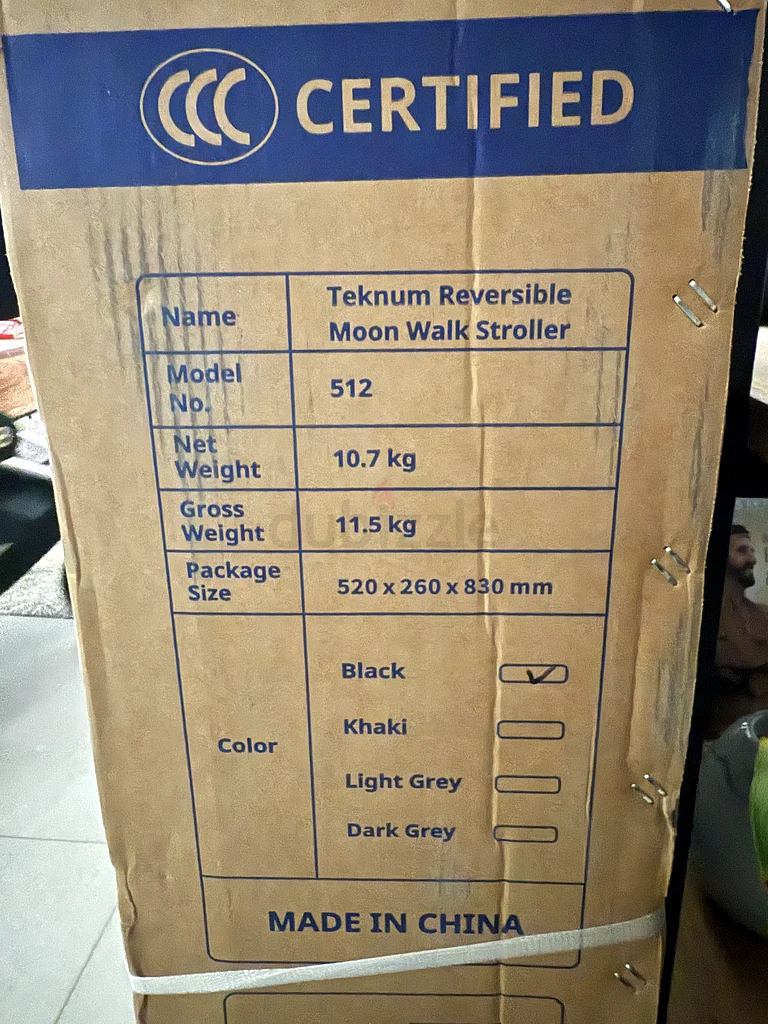 CCC CERTIFIED
Name
Teknum Reversible
Moon Walk Stroller
Model
No.
512
Net
Weight
10.7 kg
Gross
Weight
11.5 kg
Package
Size
520 x 260 x 830 mm
Color
Black
Khaki
Light Grey
Dark Grey
MADE IN CHINA
dubizzle